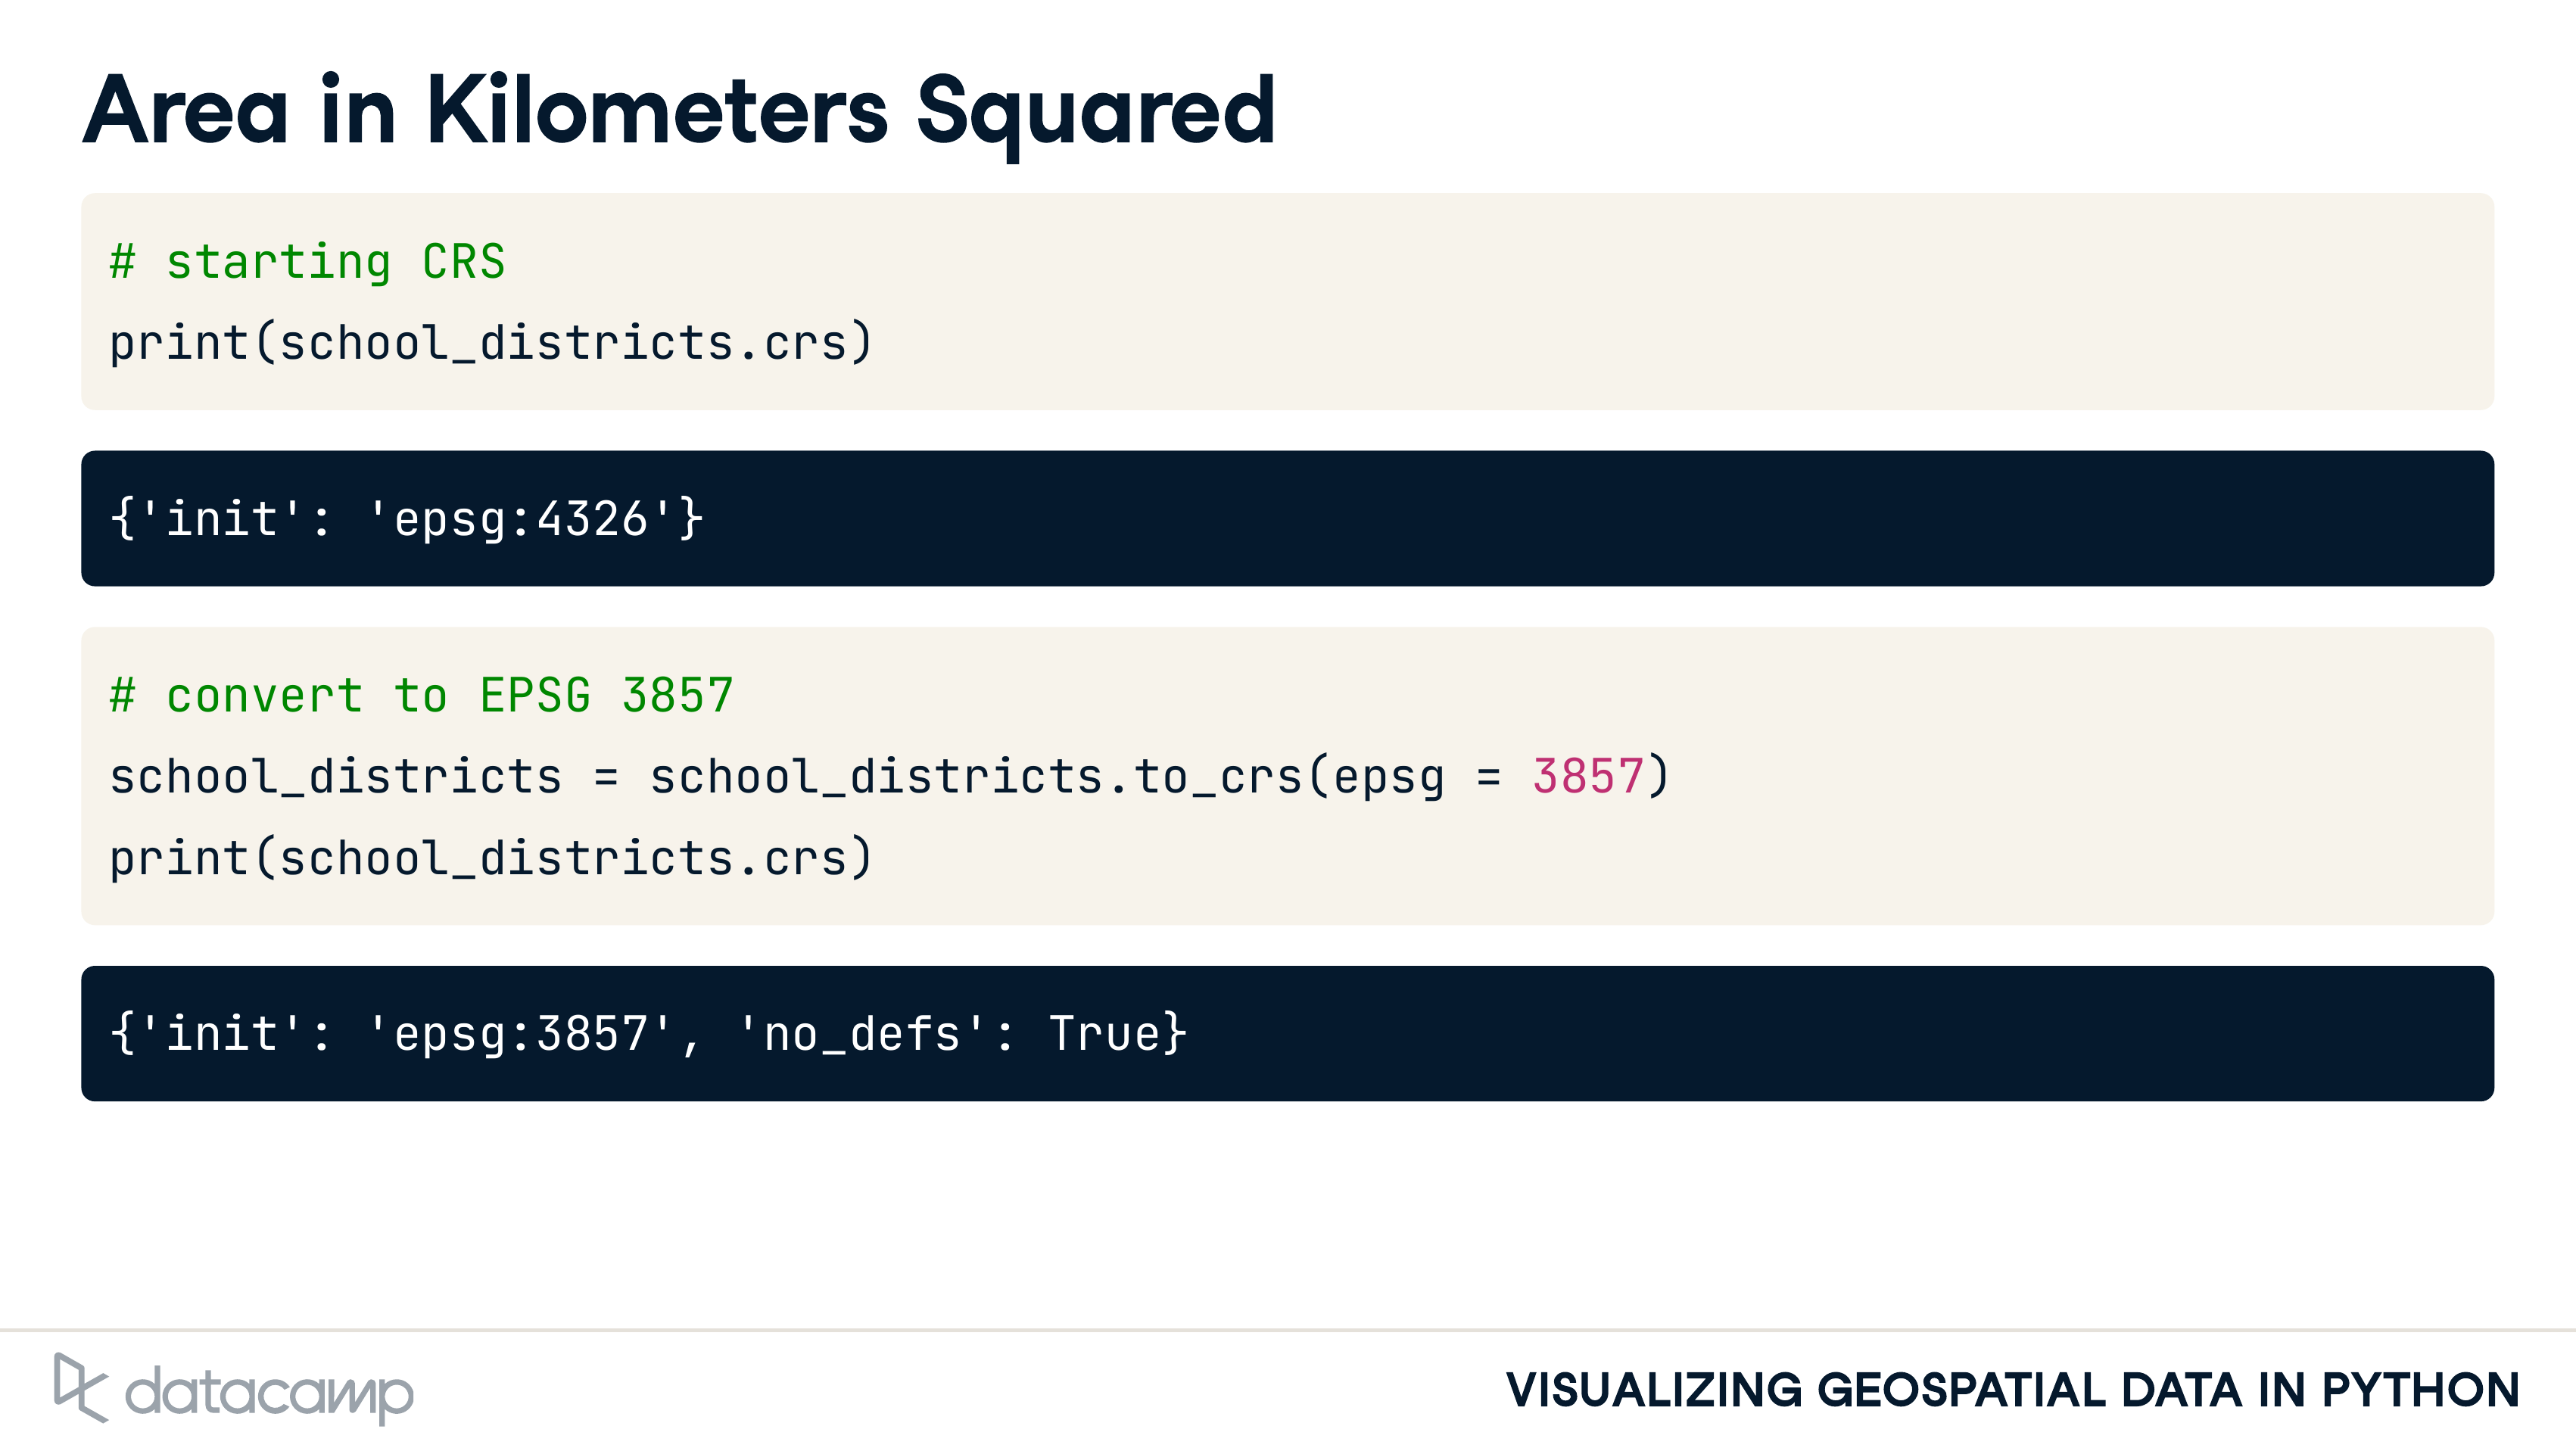 Area in Kilometers Squared
# starting CRS
print(school_districts.crs)
{'init': 'epsg:4326'}
# convert to EPSG 3857
school_districts = school_districts.to_crs(epsg = 3857)
print(school_districts.crs)
{'init': 'epsg:3857', 'no_defs': True}
datacamp
VISUALIZING GEOSPATIAL DATA IN PYTHON